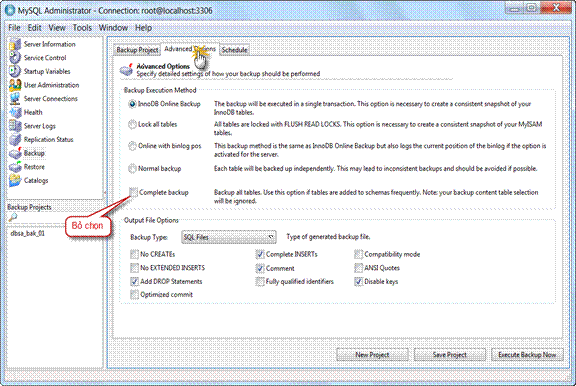 MySQL Administrator - Connection: root@localhost:3306
File Edit View Tools Window Help
Server Information
Service Control
Startup Variables
User Administration
Server Connections
Health
Server Logs
Replication Status
Backup
Restore
Catalogs
Backup Projects
dbsa_bak_01
Backup Project Advanced Options Schedule
Advanced Options
Specify detailed settings of how your backup should be performed
Backup Execution Method
InnoDB Online Backup The backup will be executed in a single transaction. This option is necessary to create a consistent snapshot of your
InnoDB tables.
Lock all tables All tables are locked with FLUSH READ LOCKS. This option is necessary to create a consistent snapshot of your MyISAM
tables.
Online with binlog pos This backup method is the same as InnoDB Online Backup but also logs the current position of the binlog if the option is
activated for the server.
Normal backup Each table will be backed up independently. This may lead to inconsistent backups and should be avoided if possible.
Complete backup Backup all tables. Use this option if tables are added to schemas frequently. Note: your backup content table selection
will be ignored.
Bỏ chọn
Output File Options
Backup Type: SQL Files Type of generated backup file.
No CREATEs Complete INSERTs Compatibility mode
No EXTENDED INSERTS Comment ANSI Quotes
Add DROP Statements Fully qualified identifiers Disable keys
Optimized commit
New Project Save Project Execute Backup Now